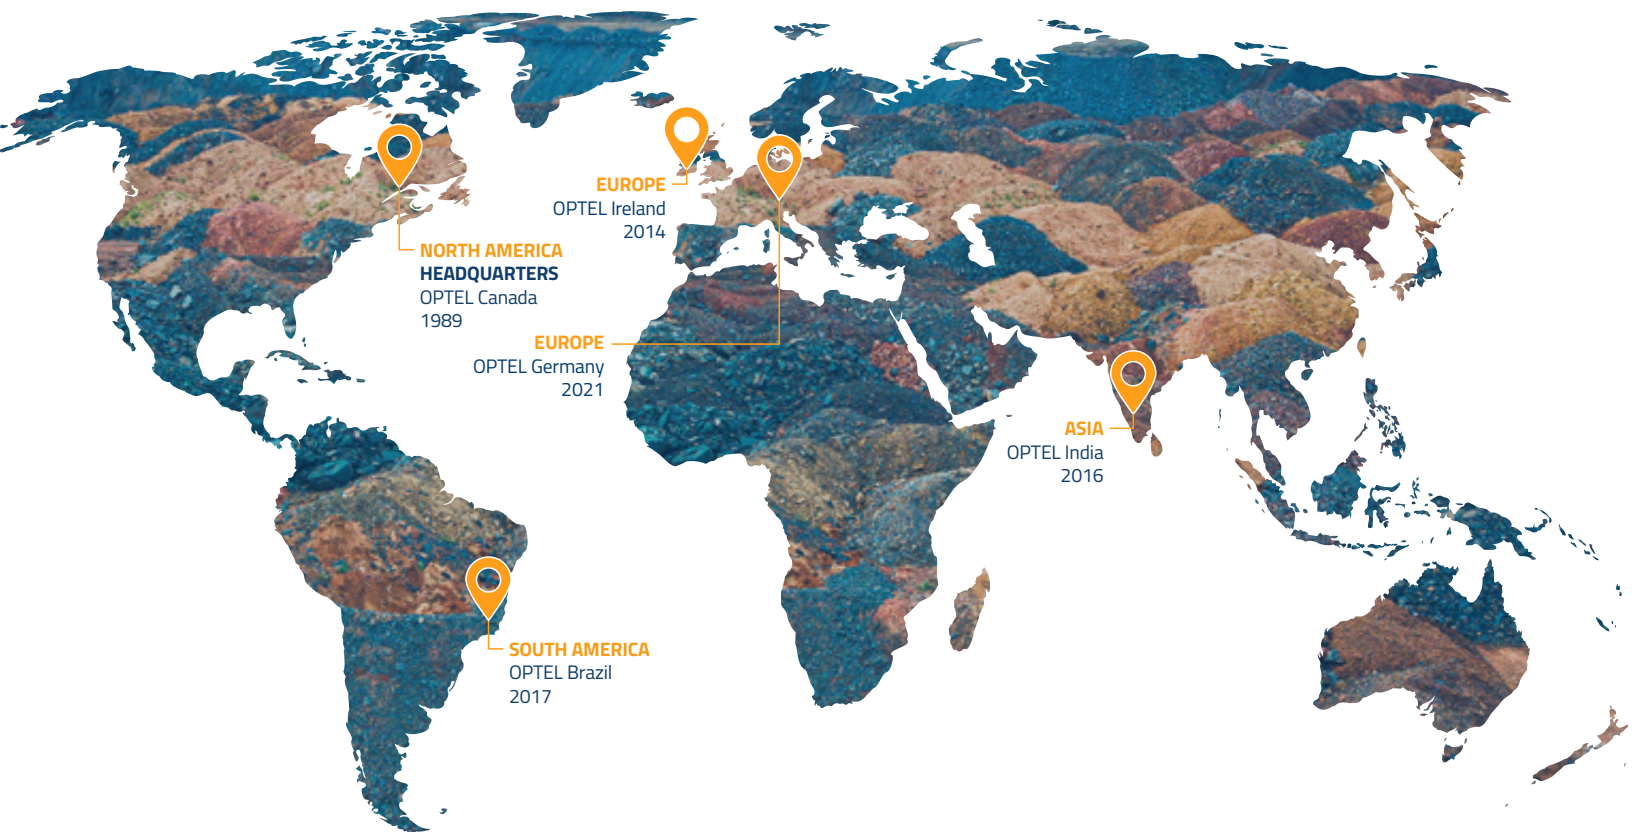 EUROPE
OPTEL Ireland
2014
NORTH AMERICA
HEADQUARTERS
OPTEL Canada
1989
EUROPE
OPTEL Germany
2021
ASIA
OPTEL India
2016
SOUTH AMERICA
OPTEL Brazil
2017